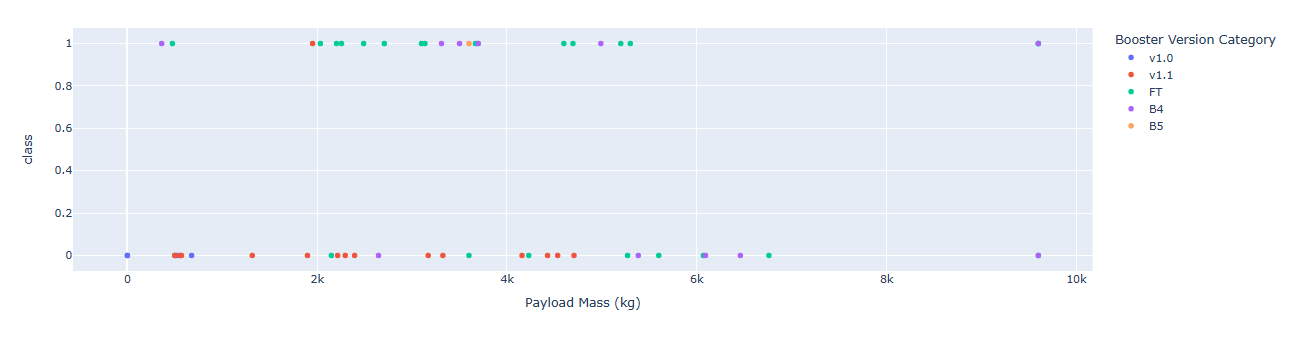 1
0.8
0.6
0.4
0.2
0
class
0 2k 4k 6k 8k 10k
Payload Mass (kg)
Booster Version Category
v1.0
v1.1
FT
B4
B5